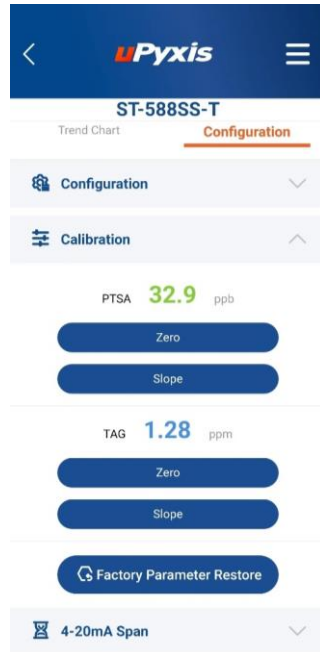 uPyxis
ST-588SS-T
Trend Chart Configuration
Configuration
Calibration
PTSA 32.9 ppb
Zero
Slope
TAG 1.28 ppm
Zero
Slope
Factory Parameter Restore
4-20mA Span